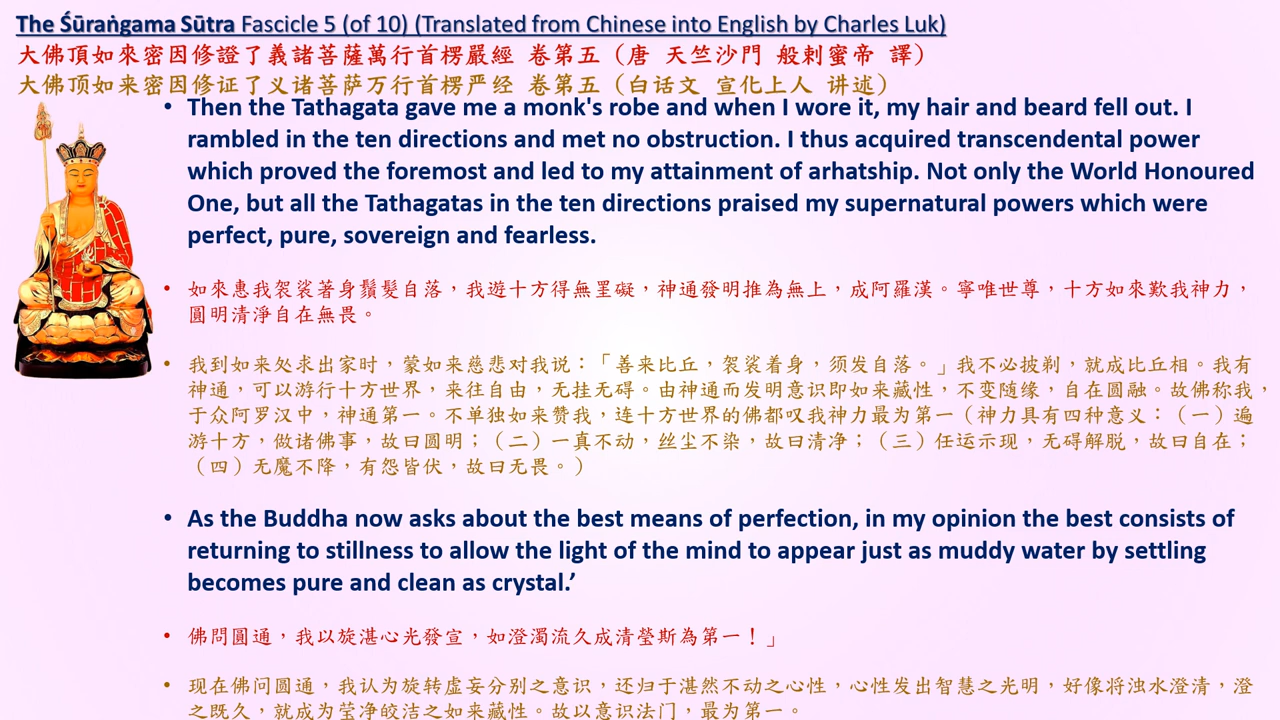 The Śūraṅgama Sūtra Fascicle 5 (of 10) (Translated from Chinese into English by Charles Luk)
大佛頂如來密因修證了義諸菩薩萬行首楞嚴經 卷第五（唐 天竺沙門 般剌蜜帝 譯）
大佛顶如来密因修证了义诸菩萨万行首楞严经 卷第五（白话文 宣化上人 讲述）
• Then the Tathagata gave me a monk's robe and when I wore it, my hair and beard fell out. I
rambled in the ten directions and met no obstruction. I thus acquired transcendental power
which proved the foremost and led to my attainment of arhatship. Not only the World Honoured
One, but all the Tathagatas in the ten directions praised my supernatural powers which were
perfect, pure, sovereign and fearless.
• 如來惠我袈裟著身鬚髮自落，我遊十方得無罣礙，神通發明推為無上，成阿羅漢。寧唯世尊，十方如來歎我神力，
圓明清淨自在無畏。
• 我到如来处求出家时，蒙如来慈悲对我说：「善来比丘，袈裟着身，须发自落。」我不必披剃，就成比丘相。我有
神通，可以游行十方世界，来往自由，无挂无碍。由神通而发明意识即如来藏性，不变随缘，自在圆融。故佛称我，
于众阿罗汉中，神通第一。不单独如来赞我，连十方世界的佛都叹我神力最为第一（神力具有四种意义：（一）遍
游十方，做诸佛事，故曰圆明；（二）一真不动，丝尘不染，故曰清净；（三）任运示现，无碍解脱，故曰自在；
（四）无魔不降，有怨皆伏，故曰无畏。）
• As the Buddha now asks about the best means of perfection, in my opinion the best consists of
returning to stillness to allow the light of the mind to appear just as muddy water by settling
becomes pure and clean as crystal.’
• 佛問圓通，我以旋湛心光發宣，如澄濁流久成清瑩斯為第一！」
• 现在佛问圆通，我认为旋转虚妄分别之意识，还归于湛然不动之心性，心性发出智慧之光明，好像将浊水澄清，澄
之既久，就成为莹净皎洁之如来藏性。故以意识法门，最为第一。